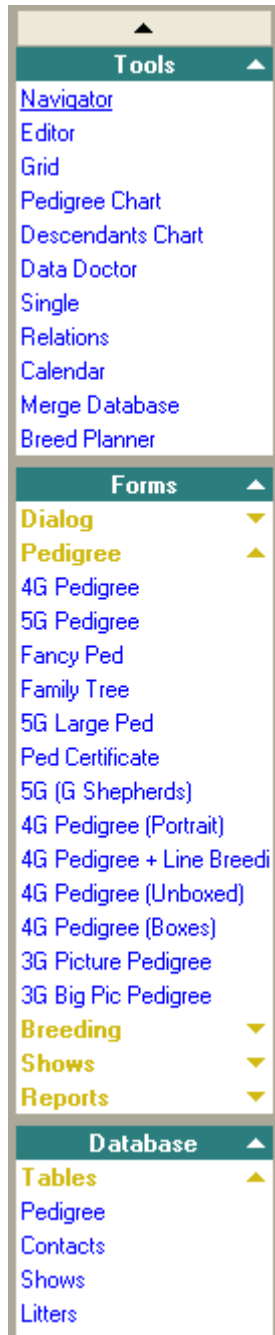 Tools
Navigator
Editor
Grid
Pedigree Chart
Descendants Chart
Data Doctor
Single
Relations
Calendar
Merge Database
Breed Planner
Forms
Dialog
Pedigree
4G Pedigree
5G Pedigree
Fancy Ped
Family Tree
5G Large Ped
Ped Certificate
5G (G Shepherds)
4G Pedigree (Portrait)
4G Pedigree + Line Breedi
4G Pedigree (Unboxed)
4G Pedigree (Boxes)
3G Picture Pedigree
3G Big Pic Pedigree
Breeding
Shows
Reports
Database
Tables
Pedigree
Contacts
Shows
Litters